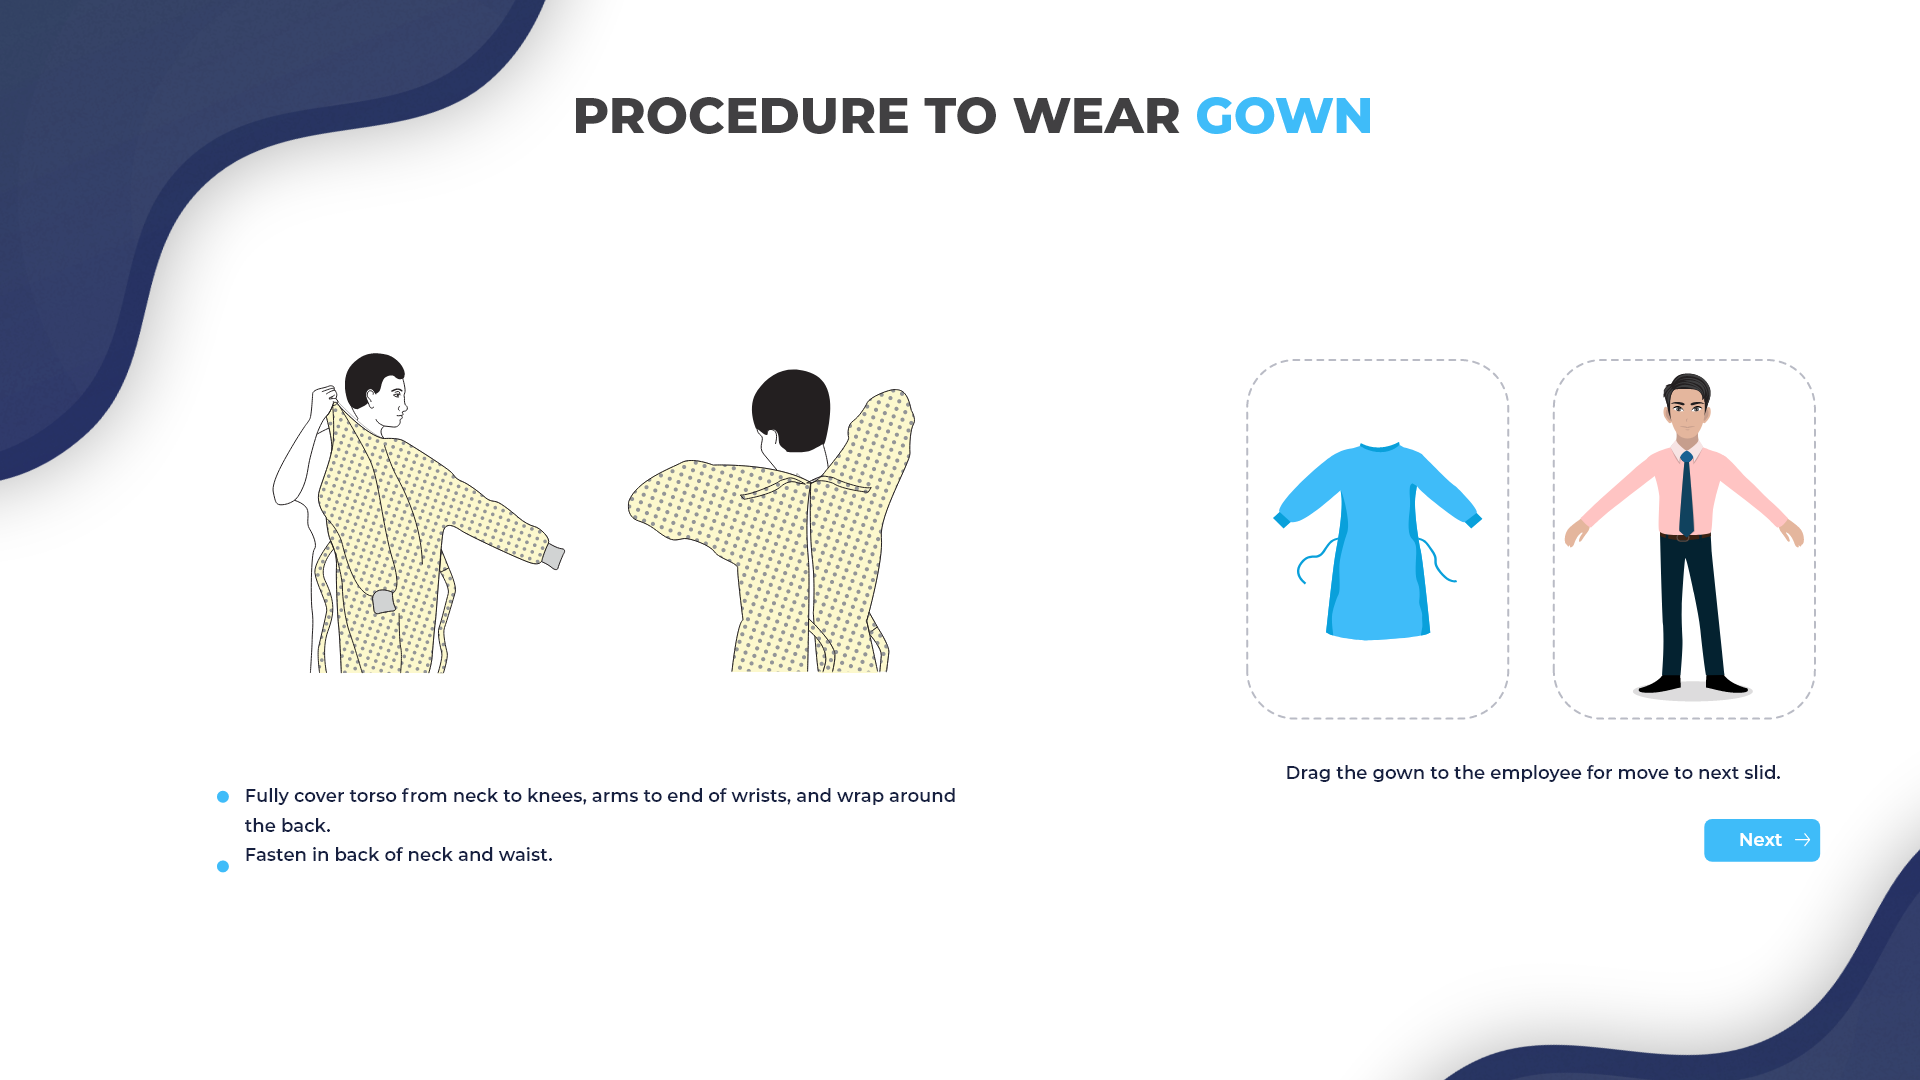 PROCEDURE TO WEAR GOWN
Fully cover torso from neck to knees, arms to end of wrists, and wrap around
the back.
Fasten in back of neck and waist.
Drag the gown to the employee for move to next slid.
Next